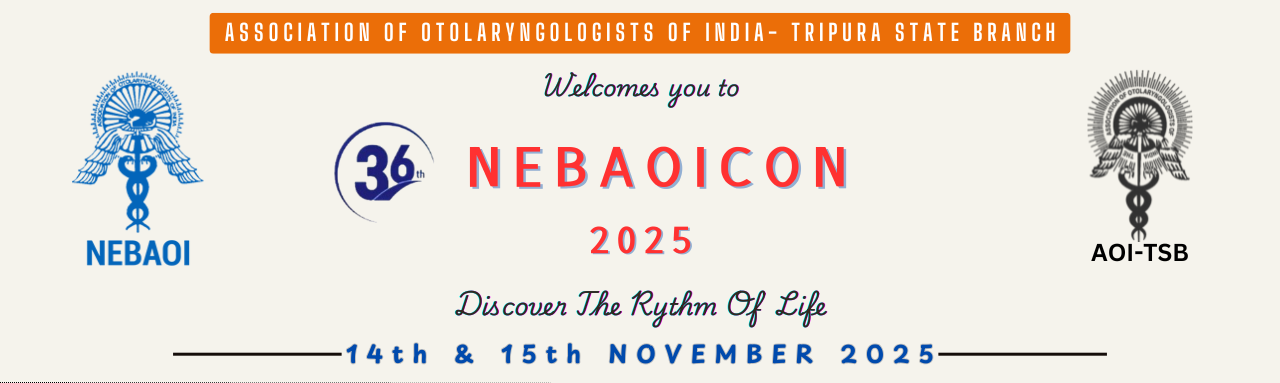 ASSOCIATION OF OTOLARYNGOLOGISTS OF INDIA- TRIPURA STATE BRANCH
Welcomes you to
36th NEBAOICON
2025
NEBAOI
AOI-TSB
Discover The Rythm Of Life
14th & 15th NOVEMBER 2025